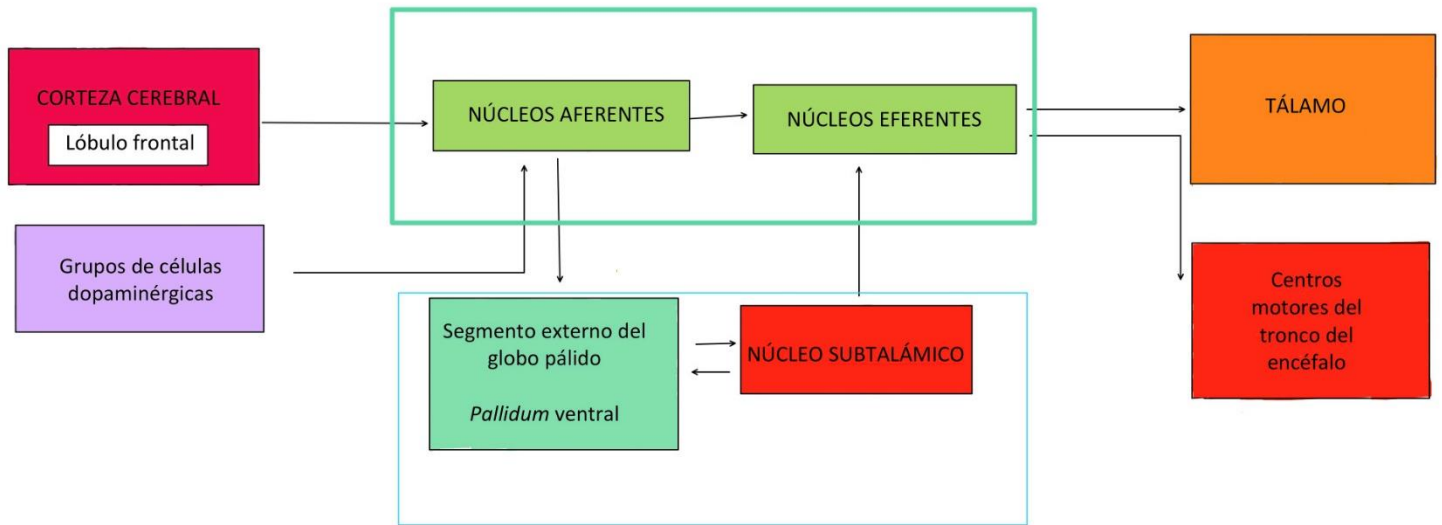 CORTEZA CEREBRAL
Lóbulo frontal
NÚCLEOS AFERENTES
NÚCLEOS EFERENTES
TÁLAMO
Grupos de células
dopaminérgicas
Segmento externo del
globo pálido
Pallidum ventral
NÚCLEO SUBTALÁMICO
Centros
motores del
tronco del
encéfalo